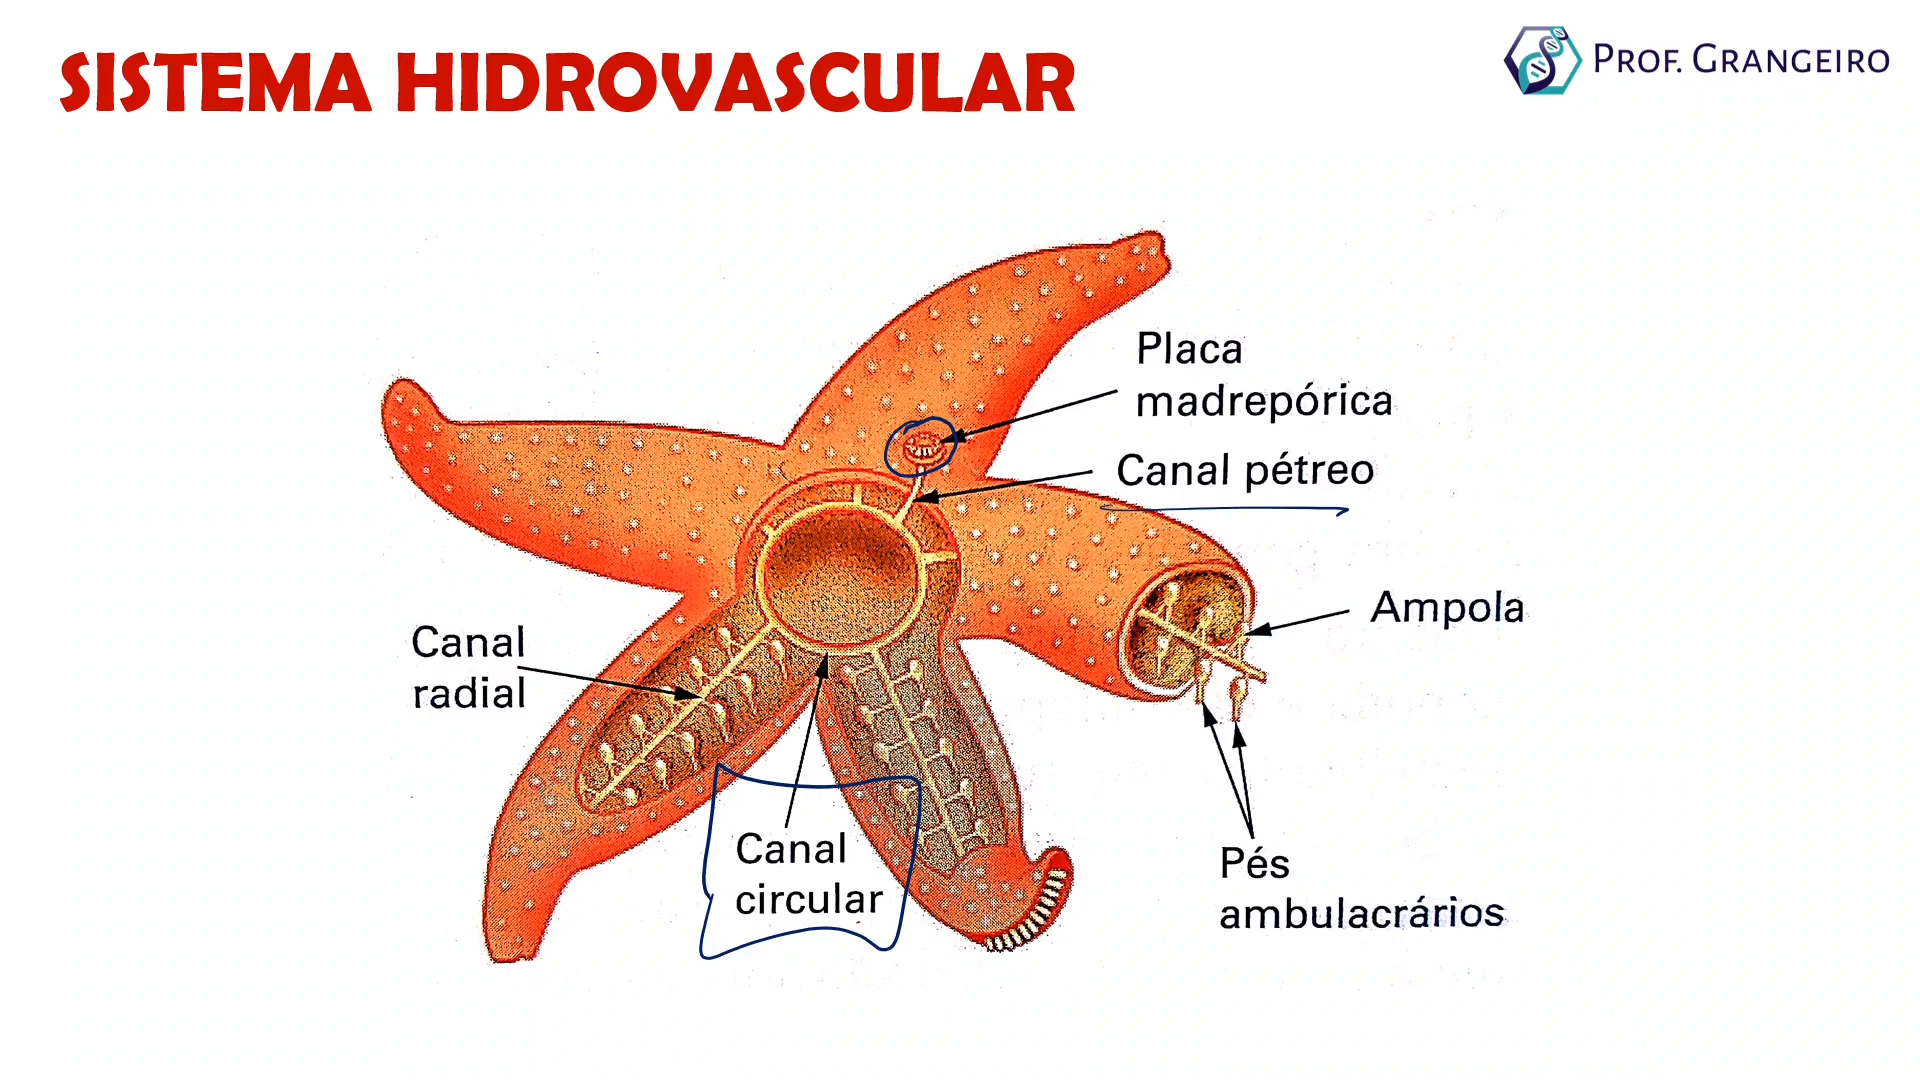 SISTEMA HIDROVASCULAR
PROF. GRANGEIRO
Placa
madrepórica
Canal pétreo
Ampola
Canal
radial
Canal
circular
Pés
ambulacrários